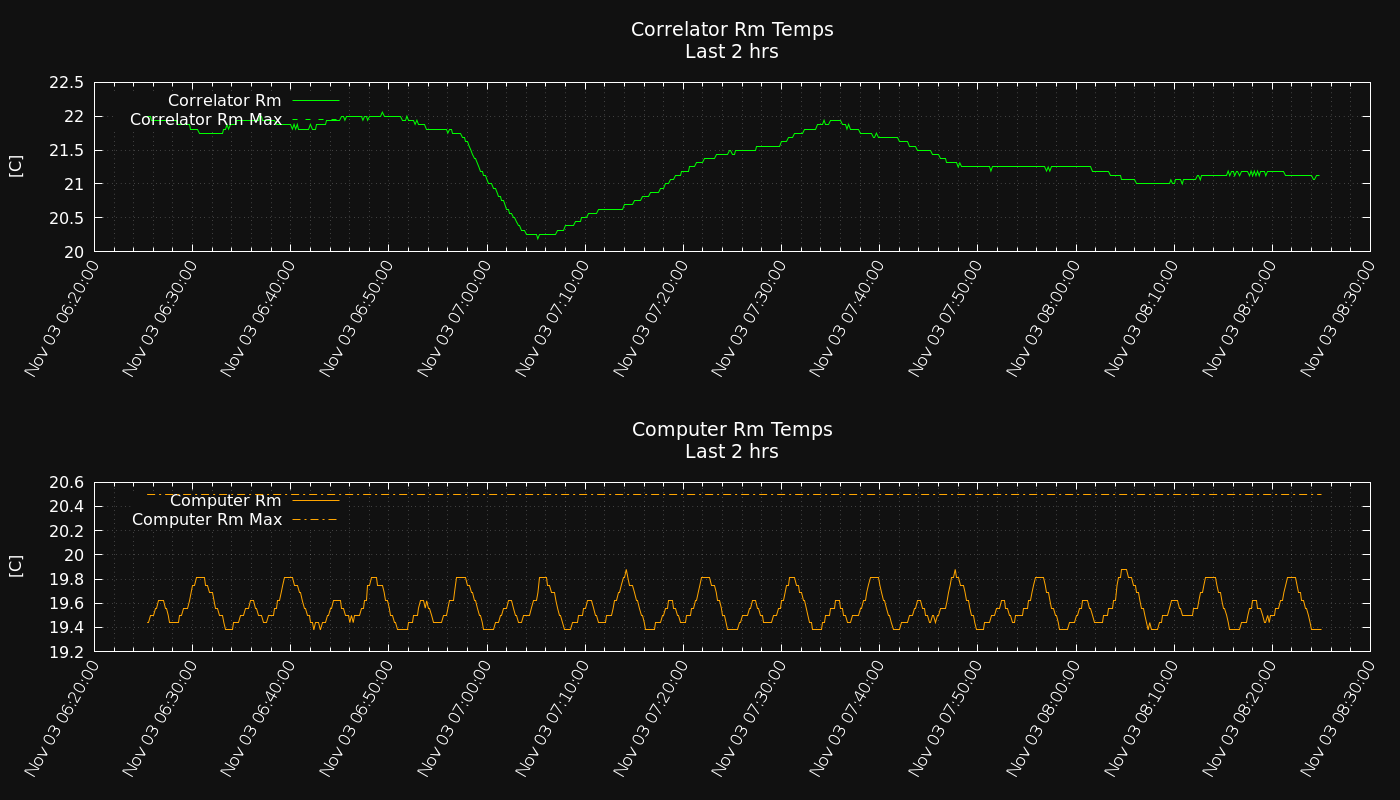 Correlator Rm Temps
Last 2 hrs
22.5
22
21.5
21
20.5
20
[C]
Correlator Rm
Correlator Rm Max
Nov 03 06:20:00
Nov 03 06:30:00
Nov 03 06:40:00
Nov 03 06:50:00
Nov 03 07:00:00
Nov 03 07:10:00
Nov 03 07:20:00
Nov 03 07:30:00
Nov 03 07:40:00
Nov 03 07:50:00
Nov 03 08:00:00
Nov 03 08:10:00
Nov 03 08:20:00
Nov 03 08:30:00
Computer Rm Temps
Last 2 hrs
20.6
20.4
20.2
20
19.8
19.6
19.4
19.2
[C]
Computer Rm
Computer Rm Max
Nov 03 06:20:00
Nov 03 06:30:00
Nov 03 06:40:00
Nov 03 06:50:00
Nov 03 07:00:00
Nov 03 07:10:00
Nov 03 07:20:00
Nov 03 07:30:00
Nov 03 07:40:00
Nov 03 07:50:00
Nov 03 08:00:00
Nov 03 08:10:00
Nov 03 08:20:00
Nov 03 08:30:00